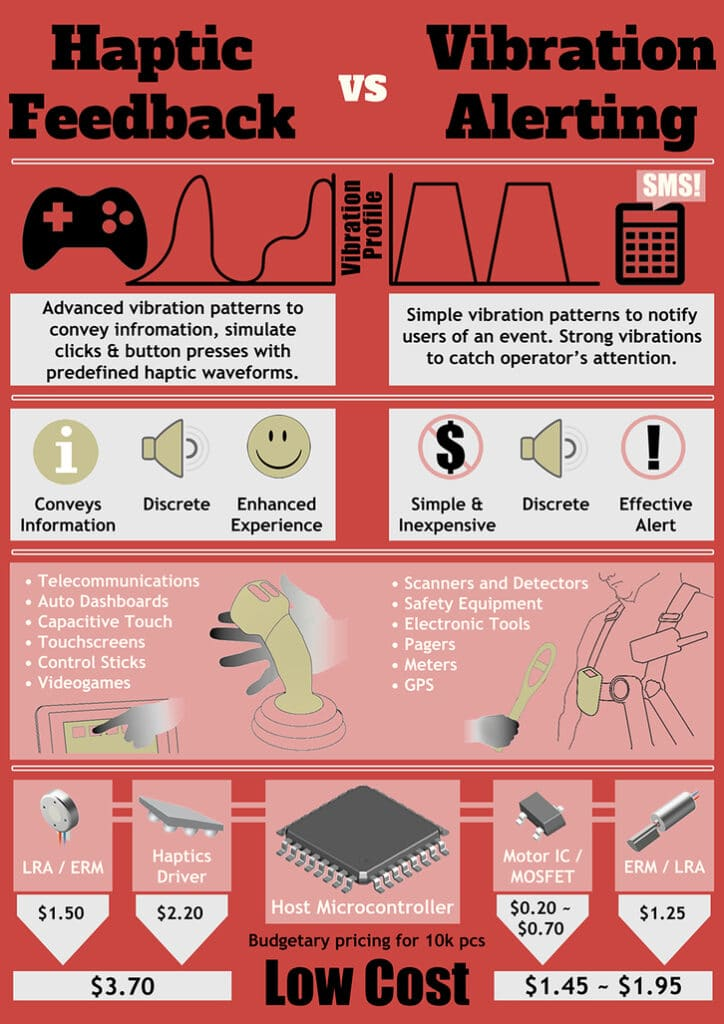 Haptic
Feedback
vs
Vibration
Alerting
Vibration
Profile
SMS!
Advanced vibration patterns to
convey infromation, simulate
clicks & button presses with
predefined haptic waveforms.
Simple vibration patterns to notify
users of an event. Strong vibrations
to catch operator's attention.
i
Conveys
Information
Discrete
Enhanced
Experience
$
Simple &
Inexpensive
Discrete
!
Effective
Alert
• Telecommunications
• Auto Dashboards
• Capacitive Touch
• Touchscreens
• Control Sticks
• Videogames
• Scanners and Detectors
• Safety Equipment
• Electronic Tools
• Pagers
• Meters
• GPS
LRA / ERM
Haptics
Driver
Host Microcontroller
Motor IC /
MOSFET
ERM / LRA
$1.50
$2.20
$0.20 ~
$0.70
$1.25
Budgetary pricing for 10k pcs
$3.70
Low Cost
$1.45 ~ $1.95